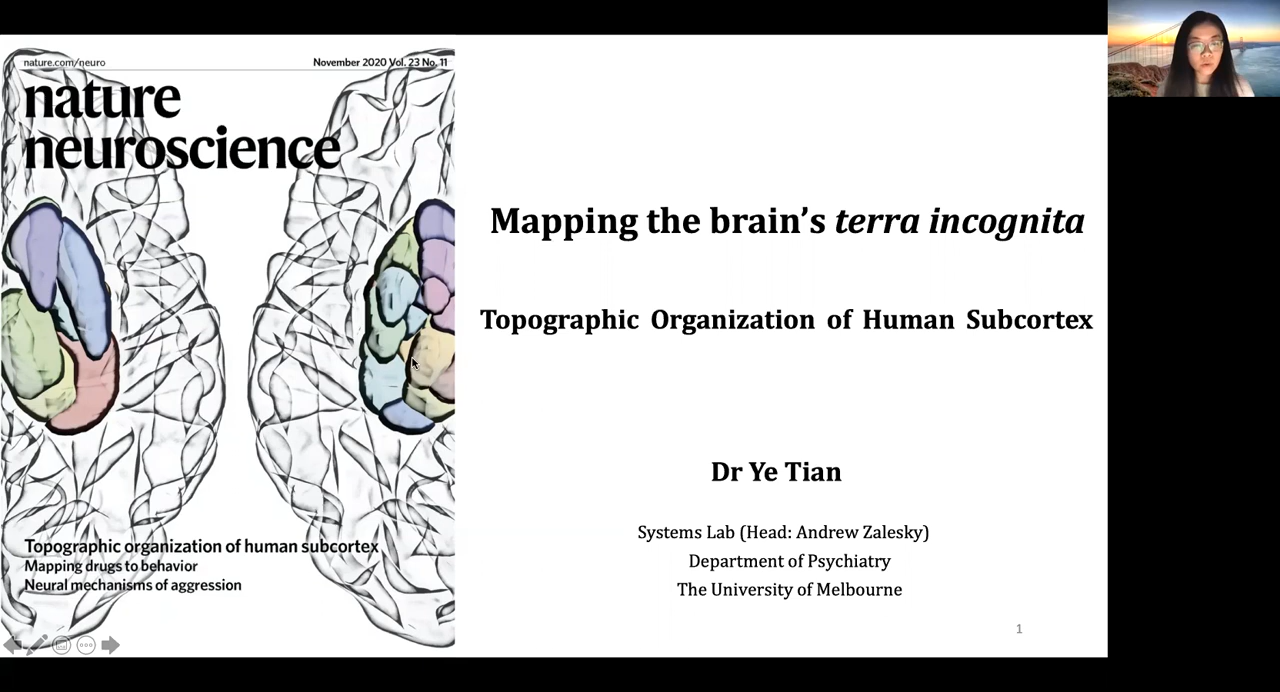 nature.com/neuro
November 2020 Vol. 23 No. 11
nature
neuroscience
Topographic organization of human subcortex
Mapping drugs to behavior
Neural mechanisms of aggression
Mapping the brain’s terra incognita
Topographic Organization of Human Subcortex
Dr Ye Tian
Systems Lab (Head: Andrew Zalesky)
Department of Psychiatry
The University of Melbourne
1